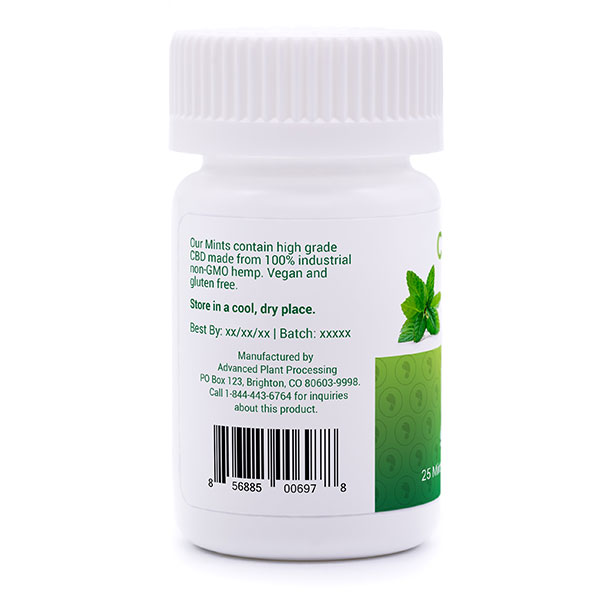 Our Mints contain high grade
CBD made from 100% industrial
non-GMO hemp. Vegan and
gluten free.
Store in a cool, dry place.
Best By: xx/xx/xx | Batch: xxxxx
Manufactured by
Advanced Plant Processing
PO Box 123, Brighton, CO 80603-9998.
Call 1-844-443-6764 for inquiries
about this product.
8 56885 00697 8
25